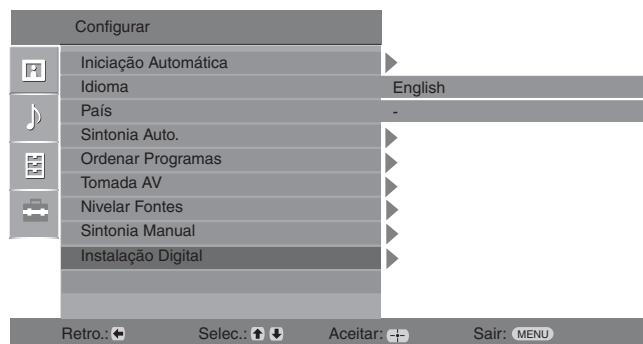 Configurar
Iniciação Automática
Idioma English
País -
Sintonia Auto.
Ordenar Programas
Tomada AV
Nivelar Fontes
Sintonia Manual
Instalação Digital
Retro.: Selec.: Aceitar: Sair: MENU